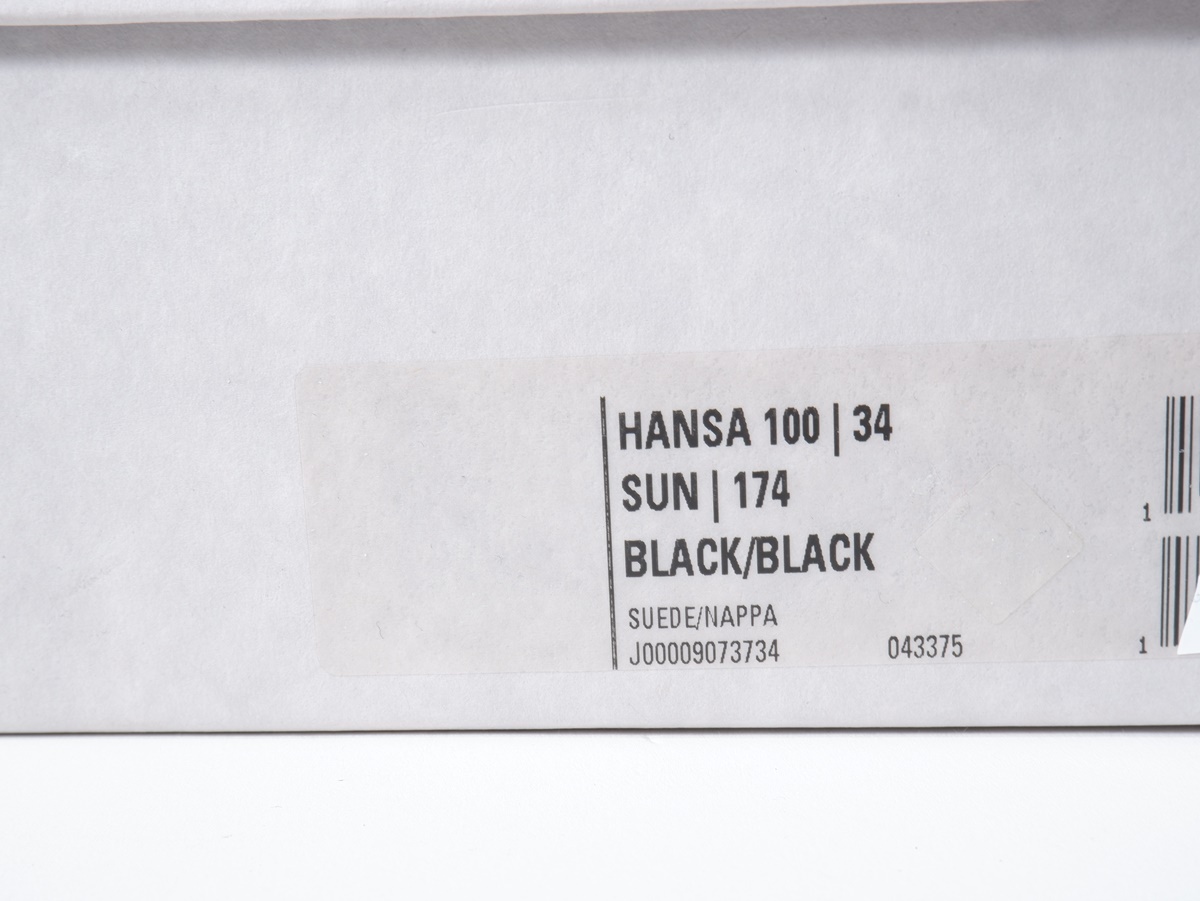 HANSA 100 | 34
SUN | 174
BLACK/BLACK
SUEDE/NAPPA
J00009073734 043375
1
1